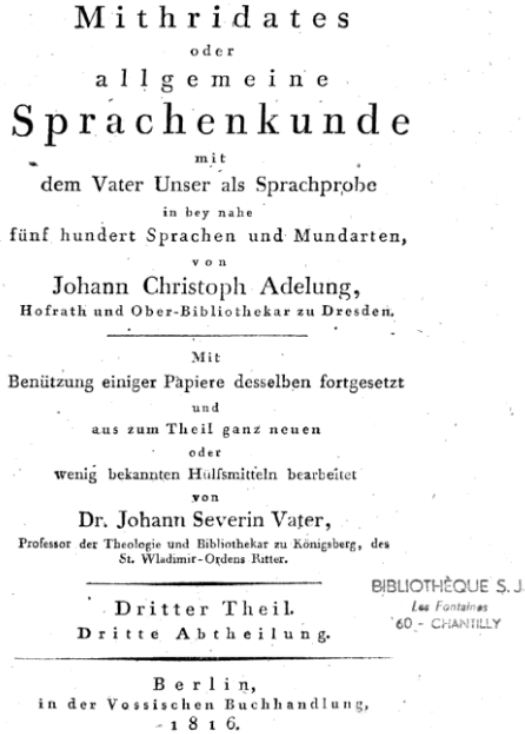 Mithridates
oder
allgemeine
Sprachenkunde
mit
dem Vater Unser als Sprachprobe
in bey nahe
fünf hundert Sprachen und Mundarten,
von
Johann Christoph Adelung,
Hofrath und Ober-Bibliothekar zu Dresden.
Mit
Benützung einiger Papiere desselben fortgesetzt
und
aus zum Theil ganz neuen
oder
wenig bekannten Hülfsmitteln bearbeitet
von
Dr. Johann Severin Vater,
Professor der Theologie und Bibliothekar zu Königsberg, des
St. Wladimir-Ordens Ritter.
BIBLIOTHÈQUE S. J.
Les Fontaines
60 - CHANTILLY
Dritter Theil.
Dritte Abtheilung.
Berlin,
in der Vossischen Buchhandlung,
1816.